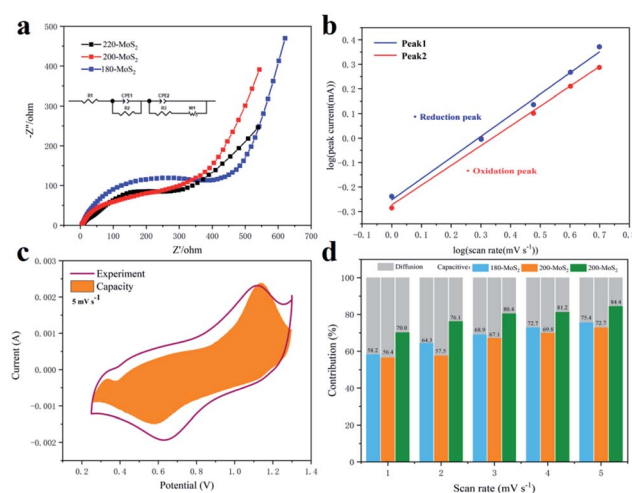 a
-Z''/ohm
500
400
300
200
100
0
220-MoS2
200-MoS2
180-MoS2
R1
CPE1
CPE2
R2
R3
W1
0 100 200 300 400 500 600 700
Z'/ohm
b
log(peak current(mA))
0.4
0.3
0.2
0.1
0.0
-0.1
-0.2
-0.3
Peak1
Peak2
Reduction peak
Oxidation peak
-0.1 0.0 0.1 0.2 0.3 0.4 0.5 0.6 0.7 0.8
log(scan rate(mV s-1))
c
Current (A)
0.003
0.002
0.001
0.000
-0.001
-0.002
Experiment
Capacity
5 mV s-1
0.2 0.4 0.6 0.8 1.0 1.2 1.4
Potential (V)
d
Contribution (%)
100
80
60
40
20
0
Diffusion Capacitive: 180-MoS2 200-MoS2 200-MoS2
58.2 56.4 70.0 64.3 57.5 76.1 68.9 67.1 80.4 72.7 69.8 81.2 75.4 72.7 84.4
1 2 3 4 5
Scan rate (mV s-1)